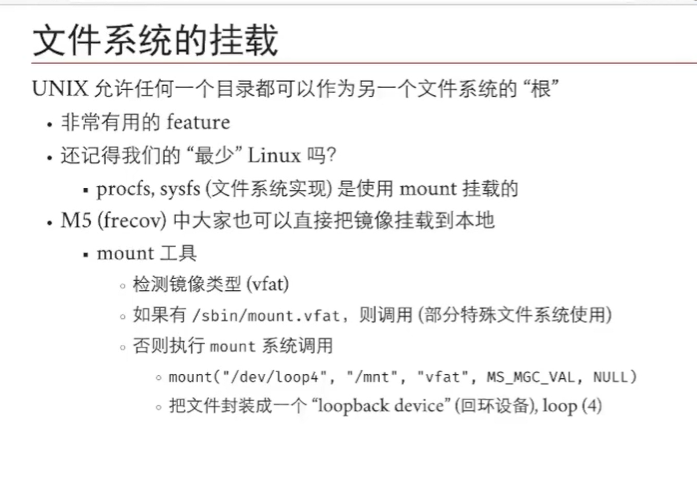 文件系统的挂载
UNIX 允许任何一个目录都可以作为另一个文件系统的 “根”
• 非常有用的 feature
• 还记得我们的 “最少” Linux 吗?
▪ procfs, sysfs (文件系统实现) 是使用 mount 挂载的
• M5 (frecov) 中大家也可以直接把镜像挂载到本地
▪ mount 工具
◦ 检测镜像类型 (vfat)
◦ 如果有 /sbin/mount.vfat，则调用 (部分特殊文件系统使用)
◦ 否则执行 mount 系统调用
◦ mount("/dev/loop4", "/mnt", "vfat", MS_MGC_VAL, NULL)
◦ 把文件封装成一个 “loopback device” (回环设备), loop (4)